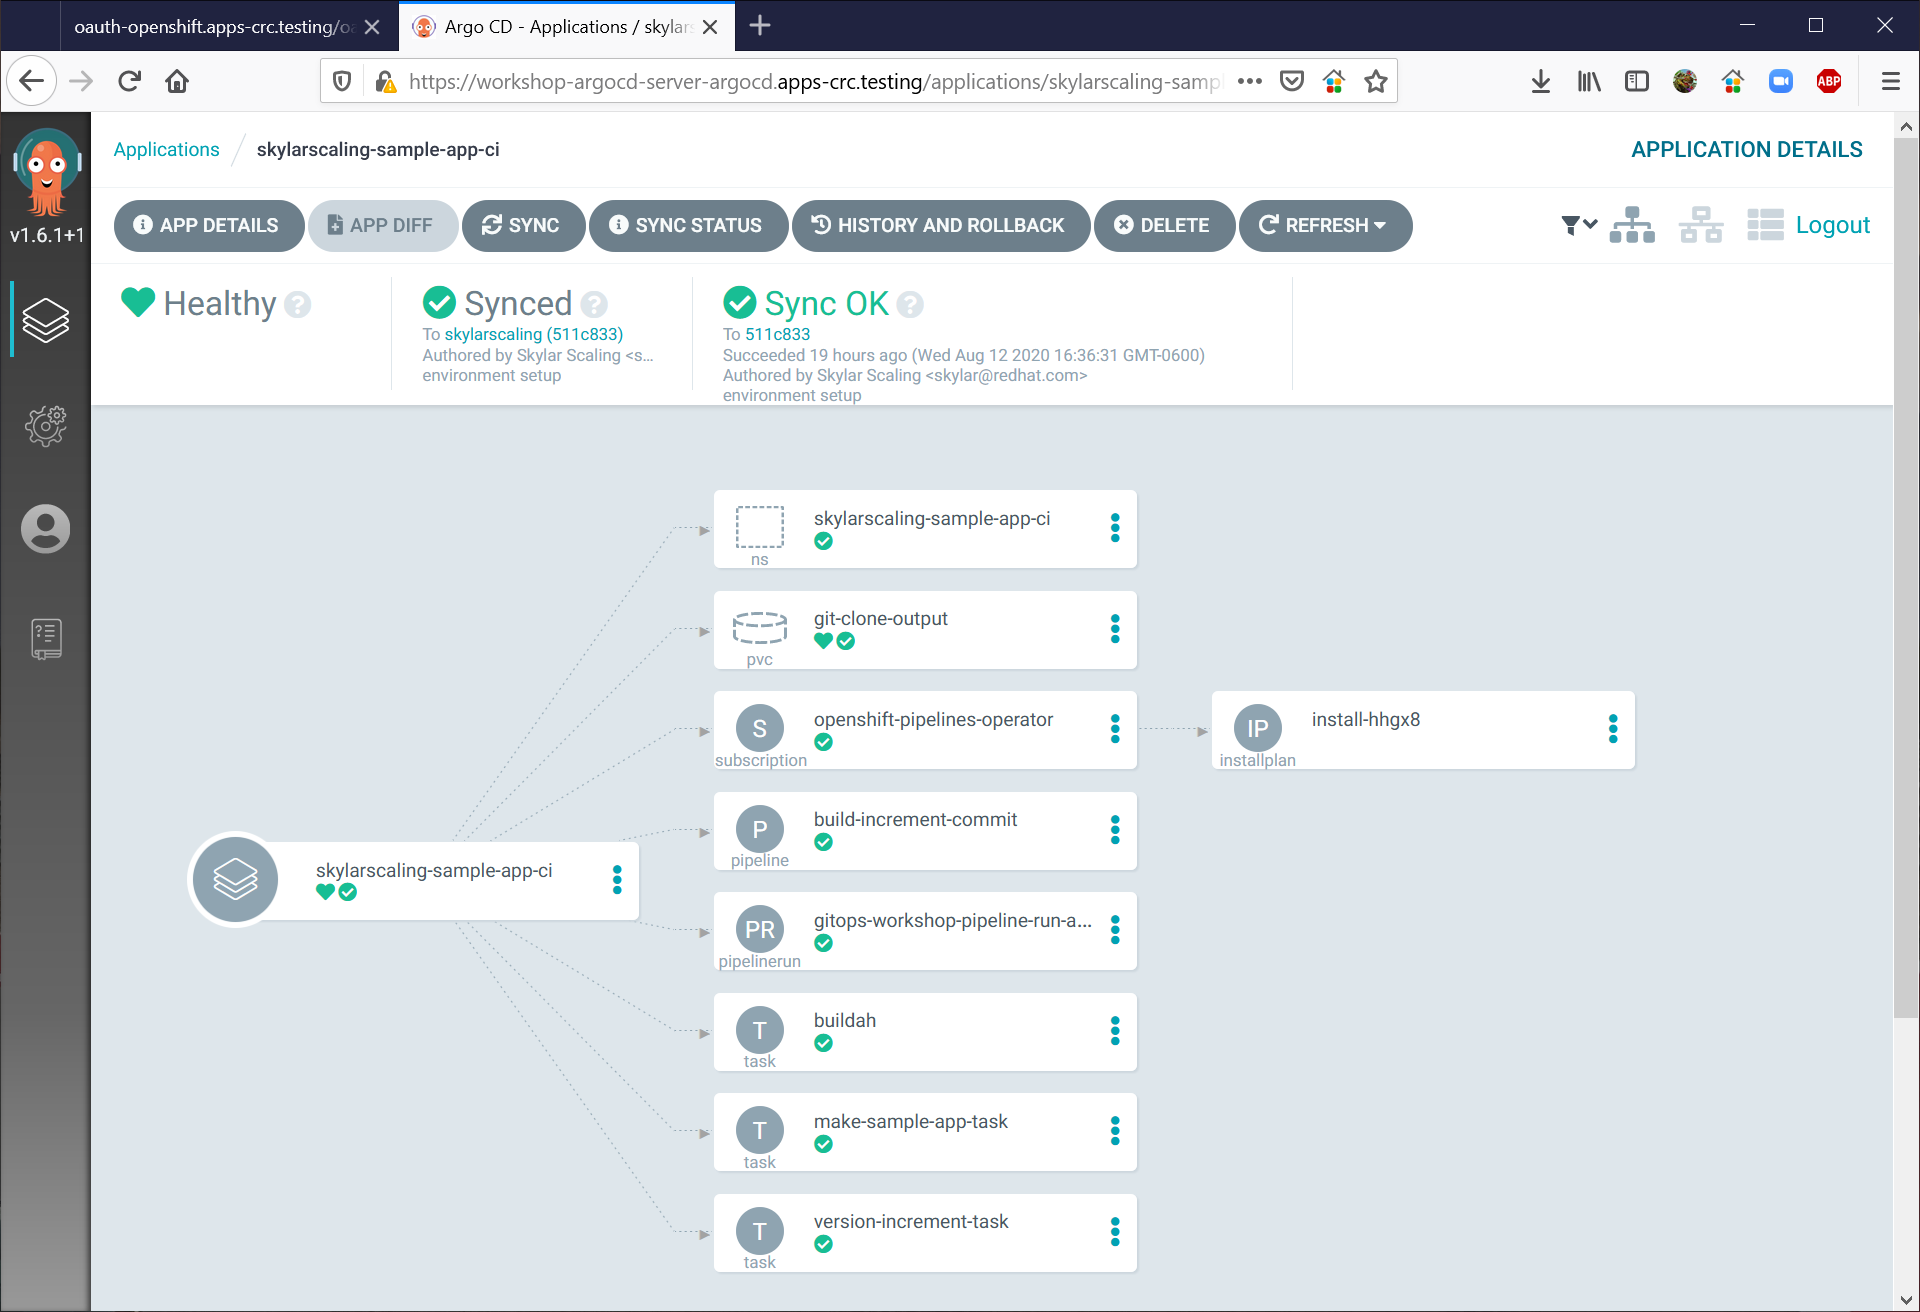 oauth-openshift.apps-crc.testing/oa
Argo CD - Applications / skylars
https://workshop-argocd-server-argocd.apps-crc.testing/applications/skylarscaling-samp
ABP
v1.6.1+1
Applications / skylarscaling-sample-app-ci
APPLICATION DETAILS
APP DETAILS
APP DIFF
SYNC
SYNC STATUS
HISTORY AND ROLLBACK
DELETE
REFRESH
Logout
Healthy ?
Synced ?
To skylarscaling (511c833)
Authored by Skylar Scaling <s...
environment setup
Sync OK ?
To 511c833
Succeeded 19 hours ago (Wed Aug 12 2020 16:36:31 GMT-0600)
Authored by Skylar Scaling <skylar@redhat.com>
environment setup
skylarscaling-sample-app-ci
skylarscaling-sample-app-ci
ns
git-clone-output
pvc
S
openshift-pipelines-operator
subscription
IP
install-hhgx8
installplan
P
build-increment-commit
pipeline
PR
gitops-workshop-pipeline-run-a...
pipelinerun
T
buildah
task
T
make-sample-app-task
task
T
version-increment-task
task